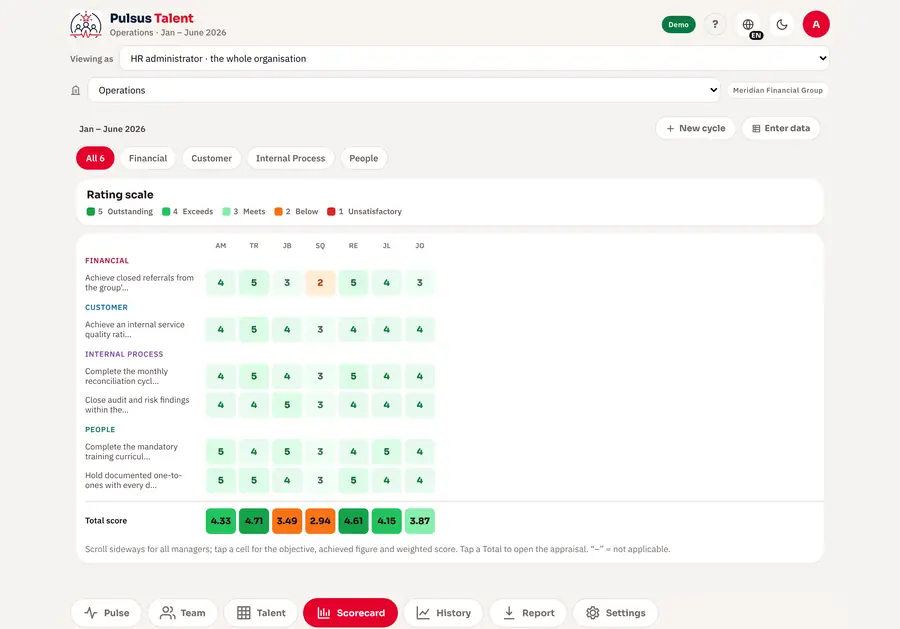 Pulsus Talent
Operations · Jan – June 2026
Demo
?
EN
A
Viewing as
HR administrator · the whole organisation
Operations
Meridian Financial Group
Jan – June 2026
+ New cycle
Enter data
All 6
Financial
Customer
Internal Process
People
Rating scale
5 Outstanding 4 Exceeds 3 Meets 2 Below 1 Unsatisfactory
AM TR JB SQ RE JL JO
FINANCIAL
Achieve closed referrals from
the group'...
4 5 3 2 5 4 3
CUSTOMER
Achieve an internal service
quality rati...
4 5 4 3 4 4 4
INTERNAL PROCESS
Complete the monthly
reconciliation cycl...
4 5 4 3 5 4 4
Close audit and risk findings
within the...
4 4 5 3 4 4 4
PEOPLE
Complete the mandatory
training curricul...
5 4 5 3 4 5 4
Hold documented one-to-
ones with every d...
5 5 4 3 5 4 4
Total score
4.33 4.71 3.49 2.94 4.61 4.15 3.87
Scroll sideways for all managers; tap a cell for the objective, achieved figure and weighted score. Tap a Total to open the appraisal. “–” = not applicable.
Pulse
Team
Talent
Scorecard
History
Report
Settings